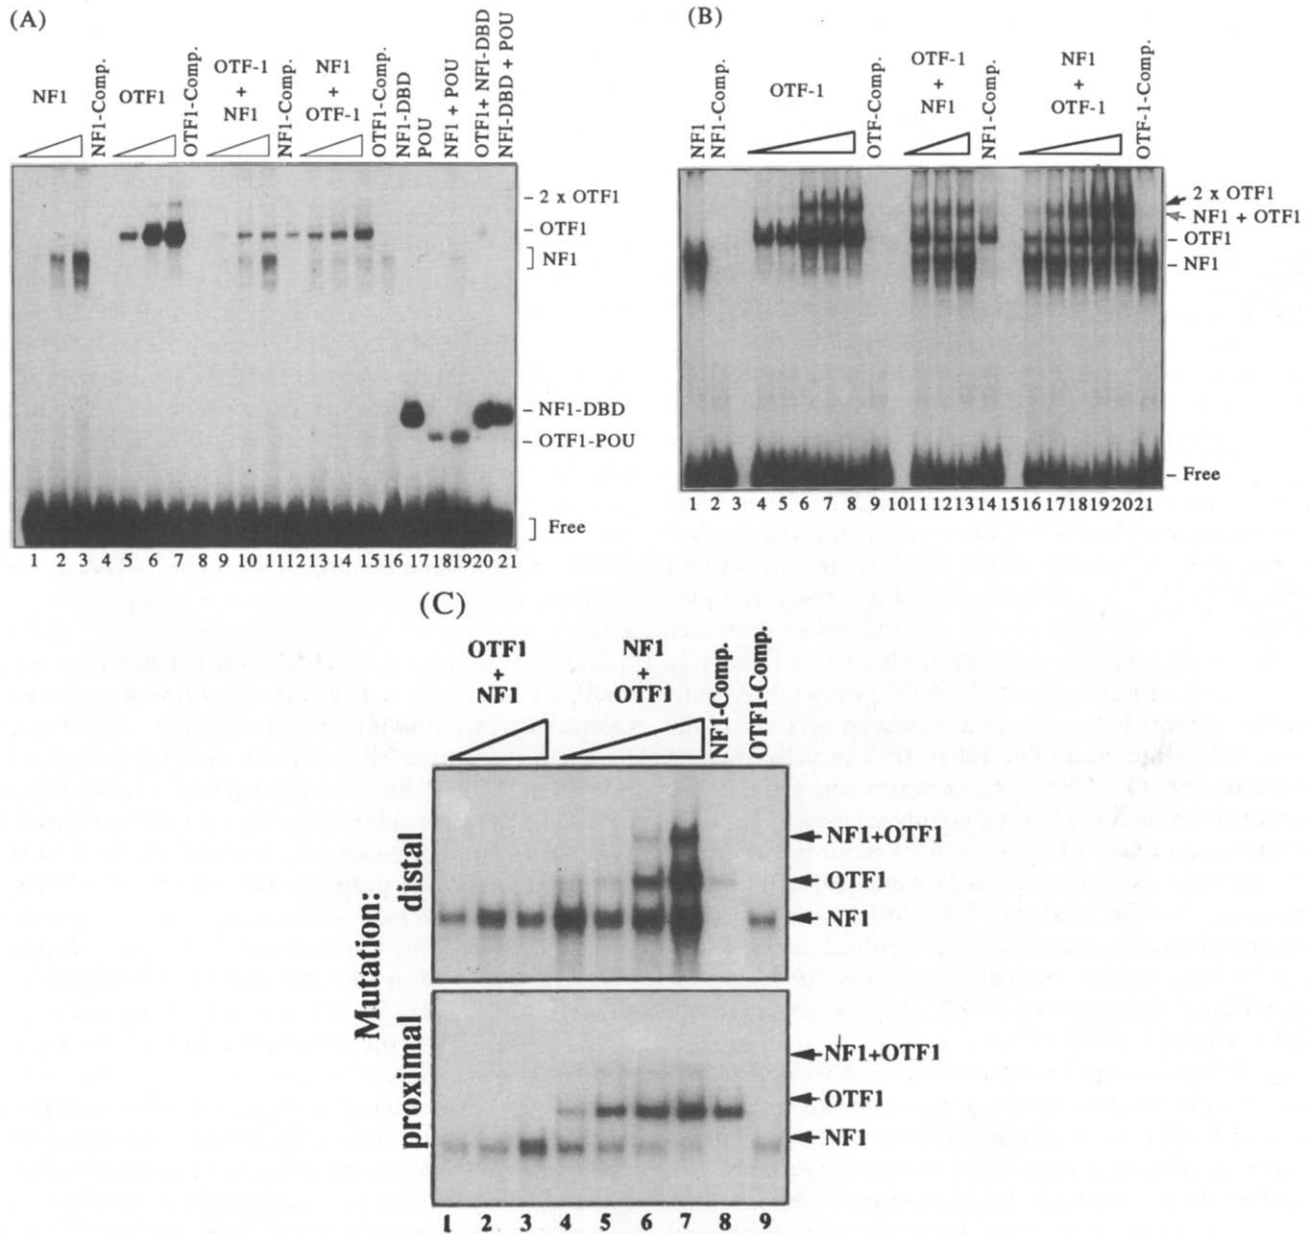 (A)
NF1
NF1-Comp.
OTF1
OTF1-Comp.
OTF-1
+
NF1
NF1-Comp.
NF1
+
OTF-1
OTF1-Comp.
NF1-DBD
POU
NF1 + POU
OTF1+ NFI-DBD
NFI-DBD + POU
- 2 x OTF1
- OTF1
] NF1
- NF1-DBD
- OTF1-POU
] Free
1 2 3 4 5 6 7 8 9 10 11 12 13 14 15 16 17 18 19 20 21
(B)
NF1
NF1-Comp.
OTF-1
OTF-Comp.
OTF-1
+
NF1
NF1-Comp.
NF1
+
OTF-1
OTF-1-Comp.
2 x OTF1
NF1 + OTF1
- OTF1
- NF1
- Free
1 2 3 4 5 6 7 8 9 10 11 12 13 14 15 16 17 18 19 20 21
(C)
OTF1
+
NF1
NF1
+
OTF1
NF1-Comp.
OTF1-Comp.
Mutation:
distal
NF1+OTF1
OTF1
NF1
proximal
NF1+OTF1
OTF1
NF1
1 2 3 4 5 6 7 8 9